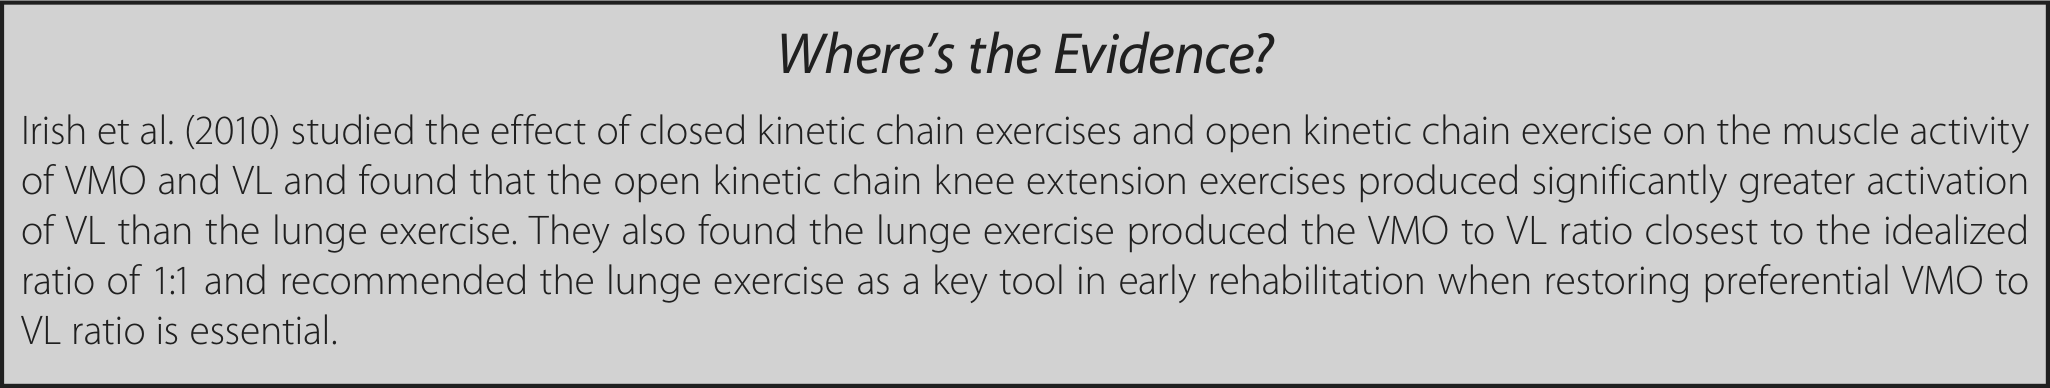 Where's the Evidence?
Irish et al. (2010) studied the effect of closed kinetic chain exercises and open kinetic chain exercise on the muscle activity
of VMO and VL and found that the open kinetic chain knee extension exercises produced significantly greater activation
of VL than the lunge exercise. They also found the lunge exercise produced the VMO to VL ratio closest to the idealized
ratio of 1:1 and recommended the lunge exercise as a key tool in early rehabilitation when restoring preferential VMO to
VL ratio is essential.